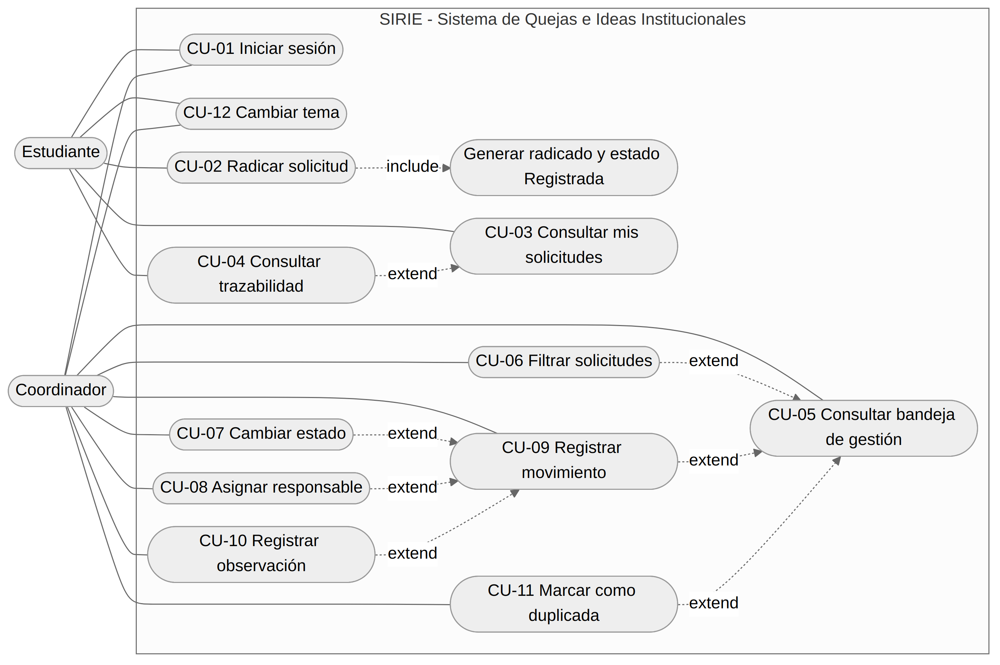 SIRIE - Sistema de Quejas e Ideas Institucionales
CU-01 Iniciar sesión
CU-12 Cambiar tema
Estudiante
CU-02 Radicar solicitud
include
Generar radicado y estado
Registrada
CU-03 Consultar mis
solicitudes
CU-04 Consultar
trazabilidad
extend
CU-06 Filtrar solicitudes
extend
Coordinador
CU-05 Consultar bandeja
de gestión
CU-07 Cambiar estado
extend
CU-09 Registrar
movimiento
extend
CU-08 Asignar responsable
extend
CU-10 Registrar
observación
extend
CU-11 Marcar como
duplicada
extend